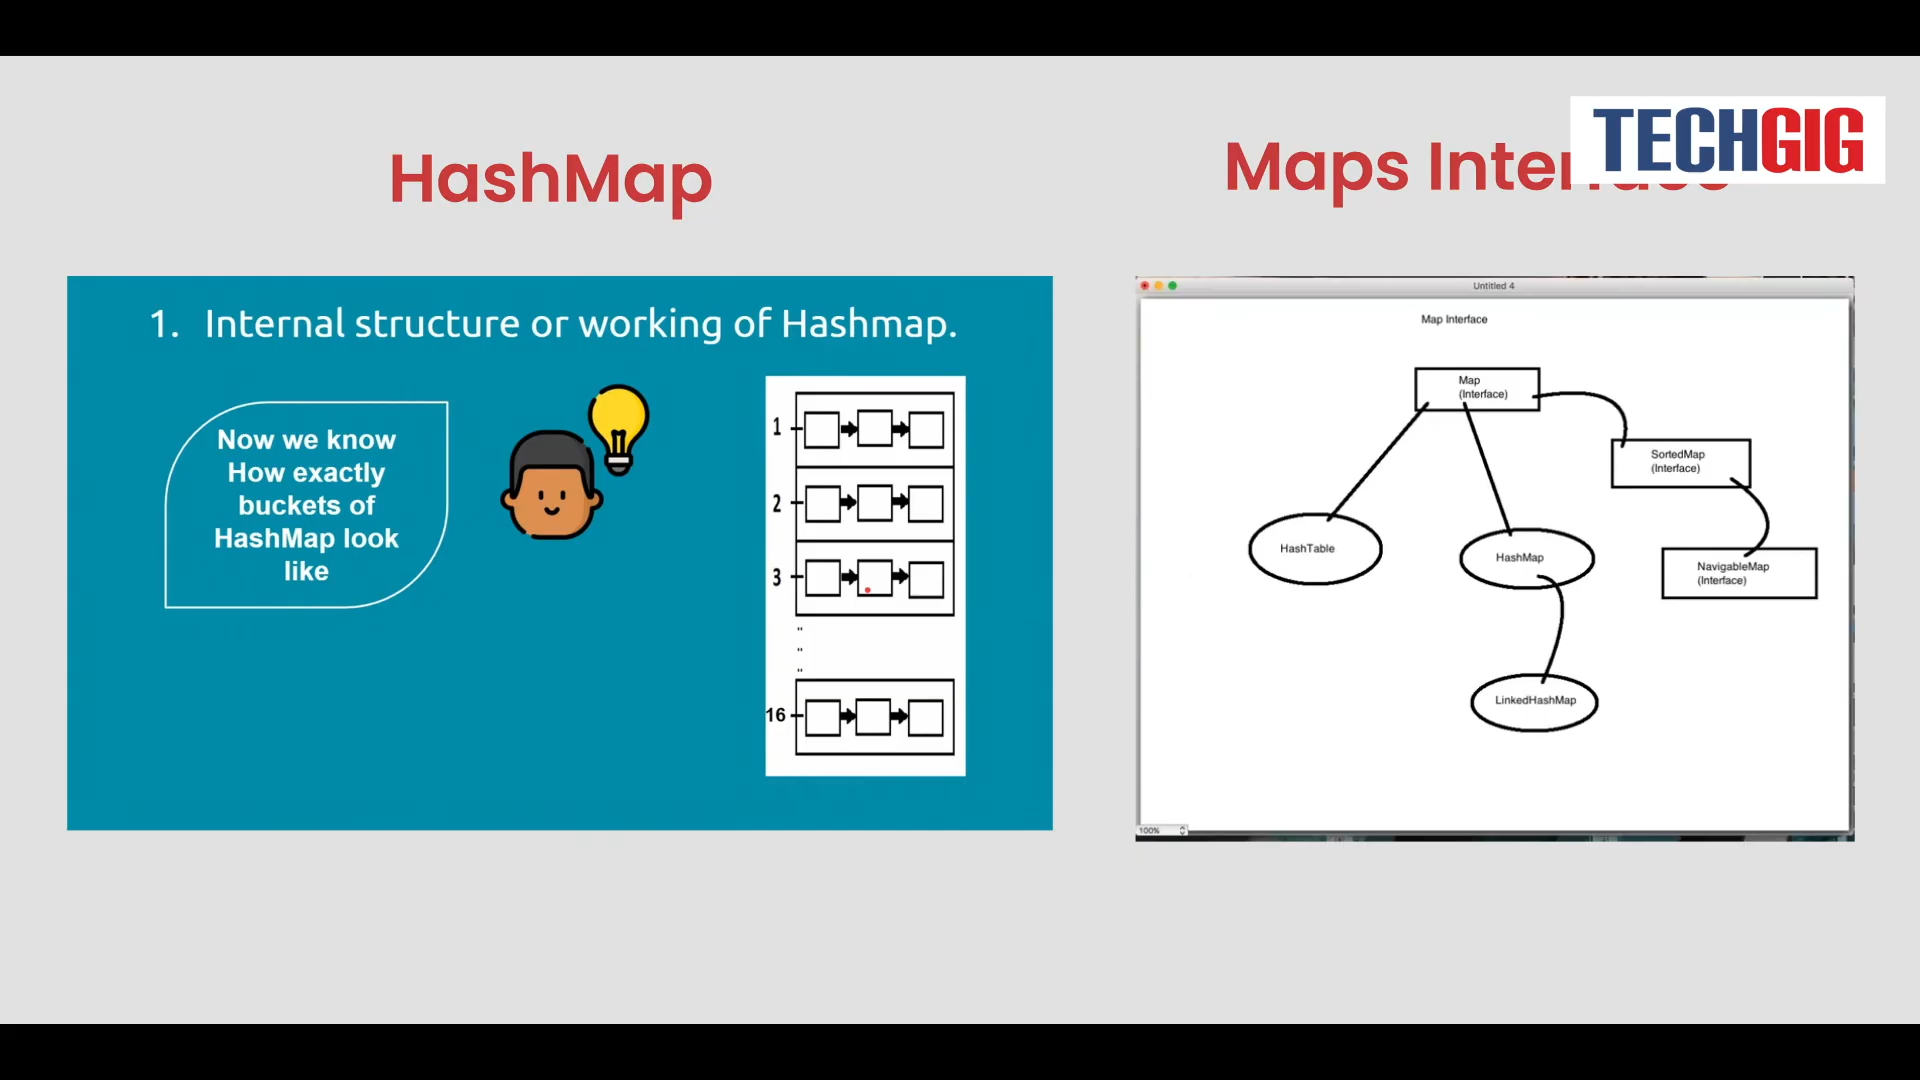 HashMap
Maps Interface
TECHGIG
1. Internal structure or working of Hashmap.
Now we know
How exactly
buckets of
HashMap look
like
1
2
3
"
"
"
16
Untitled 4
Map Interface
Map
(Interface)
SortedMap
(Interface)
HashTable
HashMap
NavigableMap
(Interface)
LinkedHashMap
100%